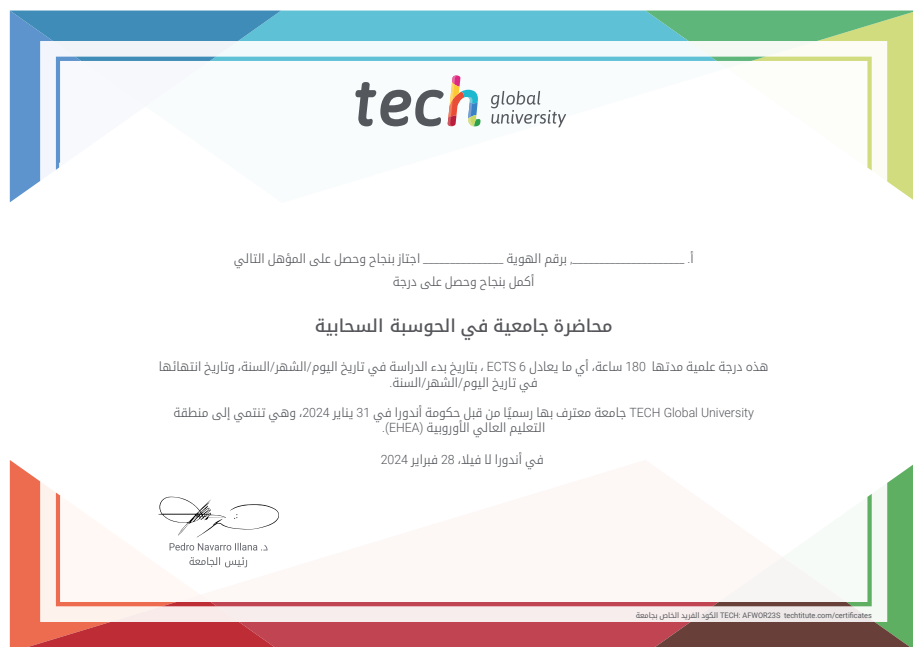 tech global
university
أ. ______________, برقم الهوية __________ اجتاز بنجاح وحصل على المؤهل التالي
أكمل بنجاح وحصل على درجة
محاضرة جامعية في الحوسبة السحابية
هذه درجة علمية مدتها 180 ساعة، أي ما يعادل 6 ECTS ، بتاريخ بدء الدراسة في تاريخ اليوم/الشهر/السنة، وتاريخ انتهائها
في تاريخ اليوم/الشهر/السنة.
TECH Global University جامعة معترف بها رسميًا من قبل حكومة أندورا في 31 يناير 2024، وهي تنتمي إلى منطقة
التعليم العالي الأوروبية (EHEA).
في أندورا لا فيلا، 28 فبراير 2024
د. Pedro Navarro Illana
رئيس الجامعة
الكود الفريد الخاص بجامعة TECH: AFWOR23S techtitute.com/certificates